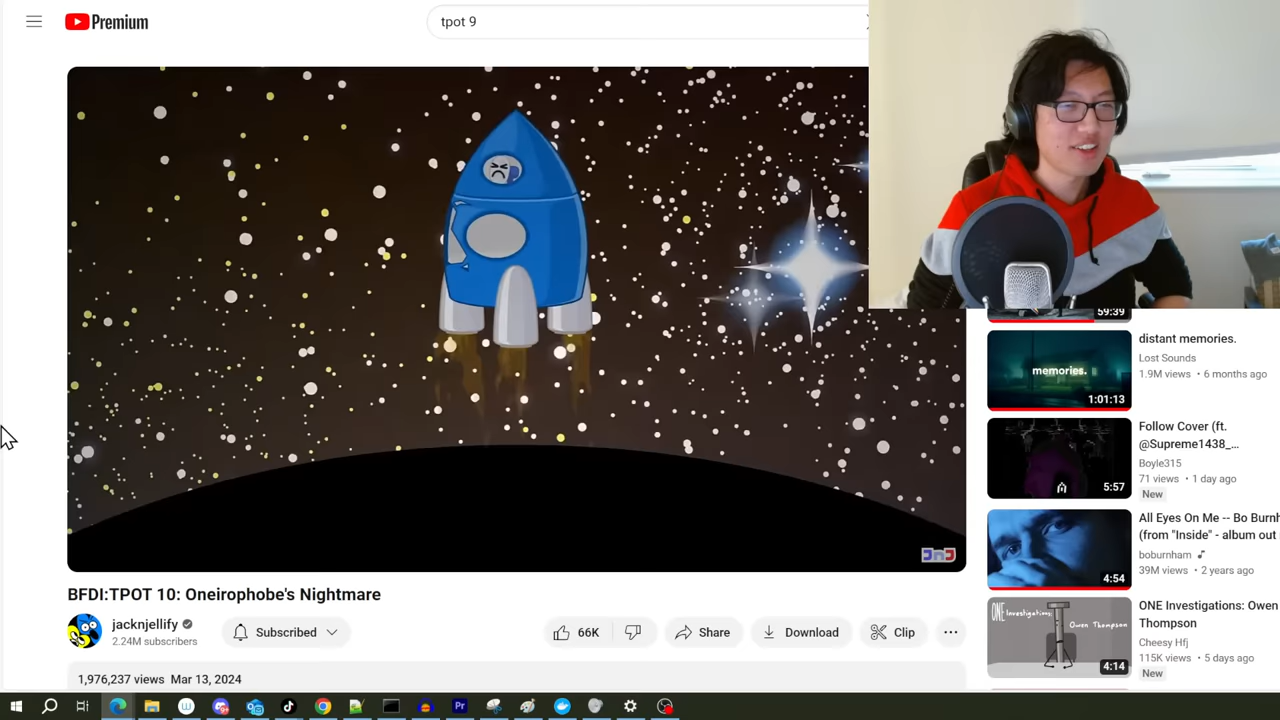 Premium
tpot 9
59:39
memories.
1:01:13
distant memories.
Lost Sounds
1.9M views • 6 months ago
5:57
Follow Cover (ft.
@Supreme1438_...
Boyle315
71 views • 1 day ago
New
4:54
All Eyes On Me -- Bo Burnh
(from "Inside" - album out
boburnham
39M views • 2 years ago
ONE Investigations:
Owen Thompson
4:14
ONE Investigations: Owen
Thompson
Cheesy Hfj
115K views • 5 days ago
New
BFDI:TPOT 10: Oneirophobe's Nightmare
jacknjellify
2.24M subscribers
Subscribed
66K
Share
Download
Clip
1,976,237 views Mar 13, 2024